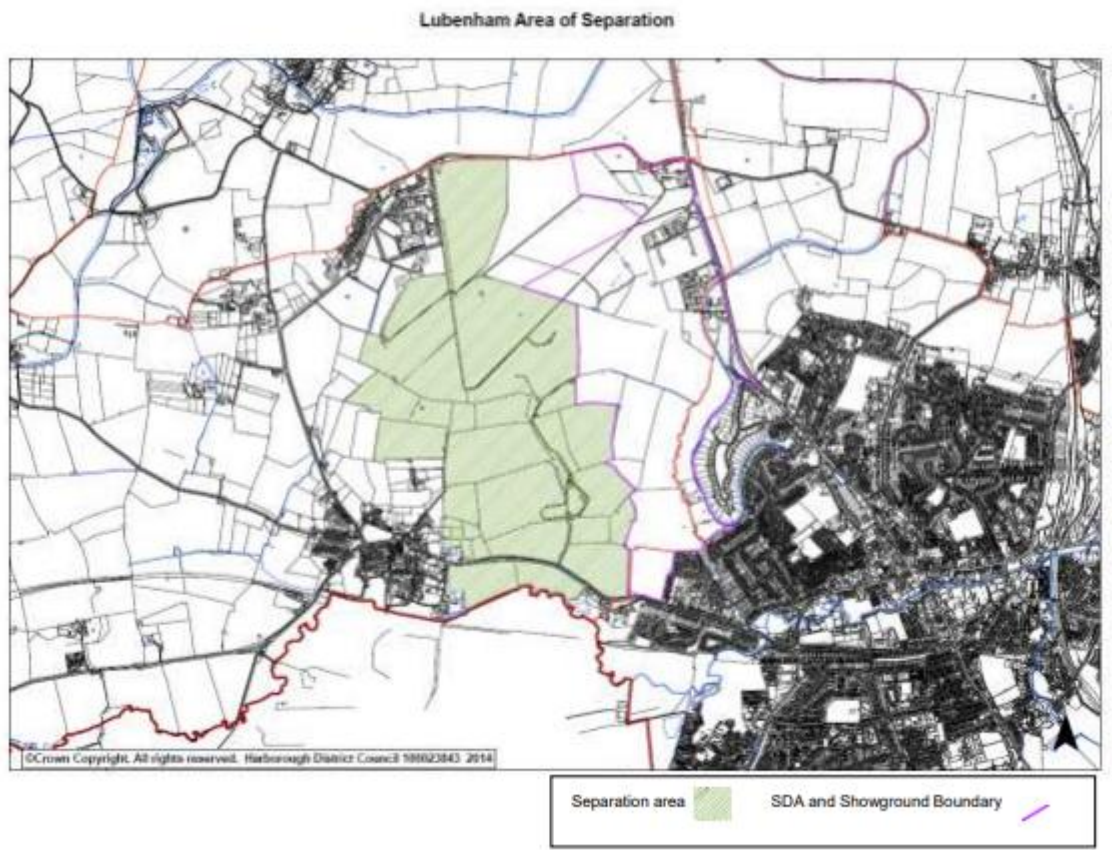 Lubenham Area of Separation
©Crown Copyright. All rights reserved. Harborough District Council 100023843 2014
Separation area
SDA and Showground Boundary